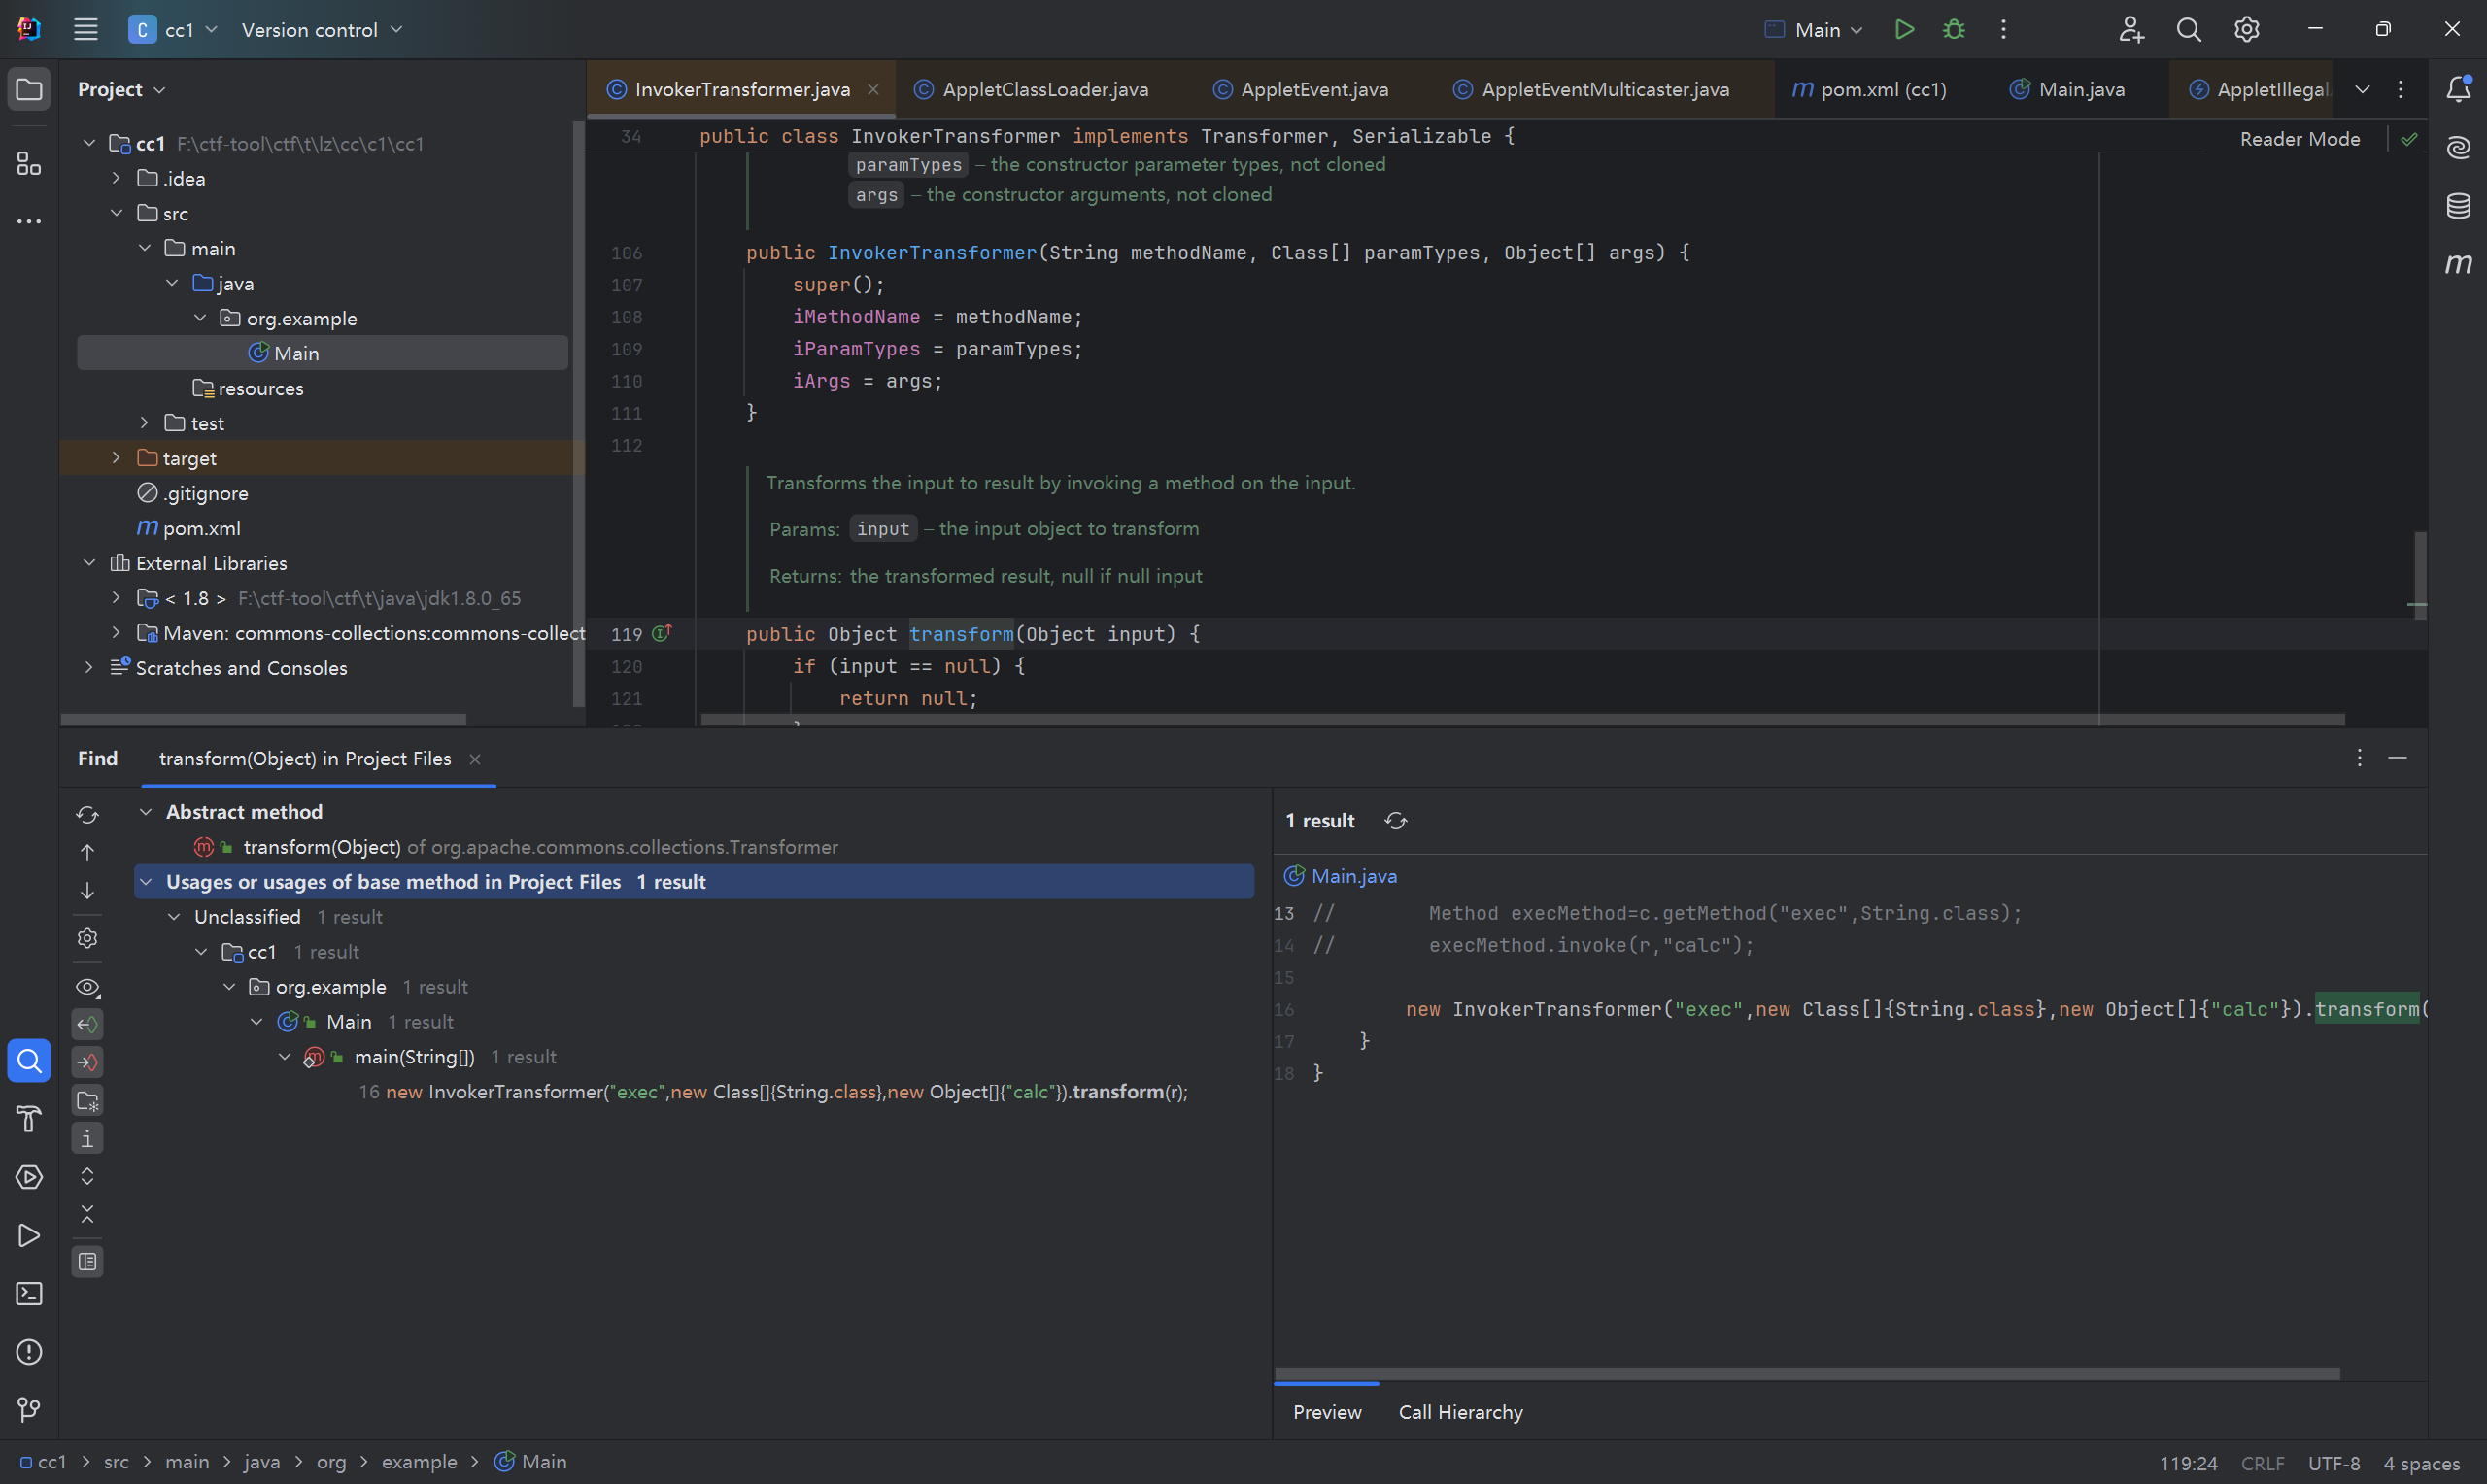 C cc1 Version control Main
Project
cc1 F:\ctf-tool\ctf\t\lz\cc\c1\cc1
.idea
src
main
java
org.example
Main
resources
test
target
.gitignore
m pom.xml
External Libraries
< 1.8 > F:\ctf-tool\ctf\t\java\jdk1.8.0_65
Maven: commons-collections:commons-collect
Scratches and Consoles
InvokerTransformer.java AppletClassLoader.java AppletEvent.java AppletEventMulticaster.java m pom.xml (cc1) Main.java AppletIllegal
34 public class InvokerTransformer implements Transformer, Serializable {
Reader Mode
paramTypes – the constructor parameter types, not cloned
args – the constructor arguments, not cloned
106 public InvokerTransformer(String methodName, Class[] paramTypes, Object[] args) {
107 super();
108 iMethodName = methodName;
109 iParamTypes = paramTypes;
110 iArgs = args;
111 }
112
Transforms the input to result by invoking a method on the input.
Params: input – the input object to transform
Returns: the transformed result, null if null input
119 public Object transform(Object input) {
120 if (input == null) {
121 return null;
Find transform(Object) in Project Files
Abstract method
transform(Object) of org.apache.commons.collections.Transformer
Usages or usages of base method in Project Files 1 result
Unclassified 1 result
cc1 1 result
org.example 1 result
Main 1 result
main(String[]) 1 result
16 new InvokerTransformer("exec",new Class[]{String.class},new Object[]{"calc"}).transform(r);
1 result
Main.java
13 // Method execMethod=c.getMethod("exec",String.class);
14 // execMethod.invoke(r,"calc");
15
16 new InvokerTransformer("exec",new Class[]{String.class},new Object[]{"calc"}).transform(
17 }
18 }
Preview Call Hierarchy
cc1 > src > main > java > org > example > Main
119:24 CRLF UTF-8 4 spaces